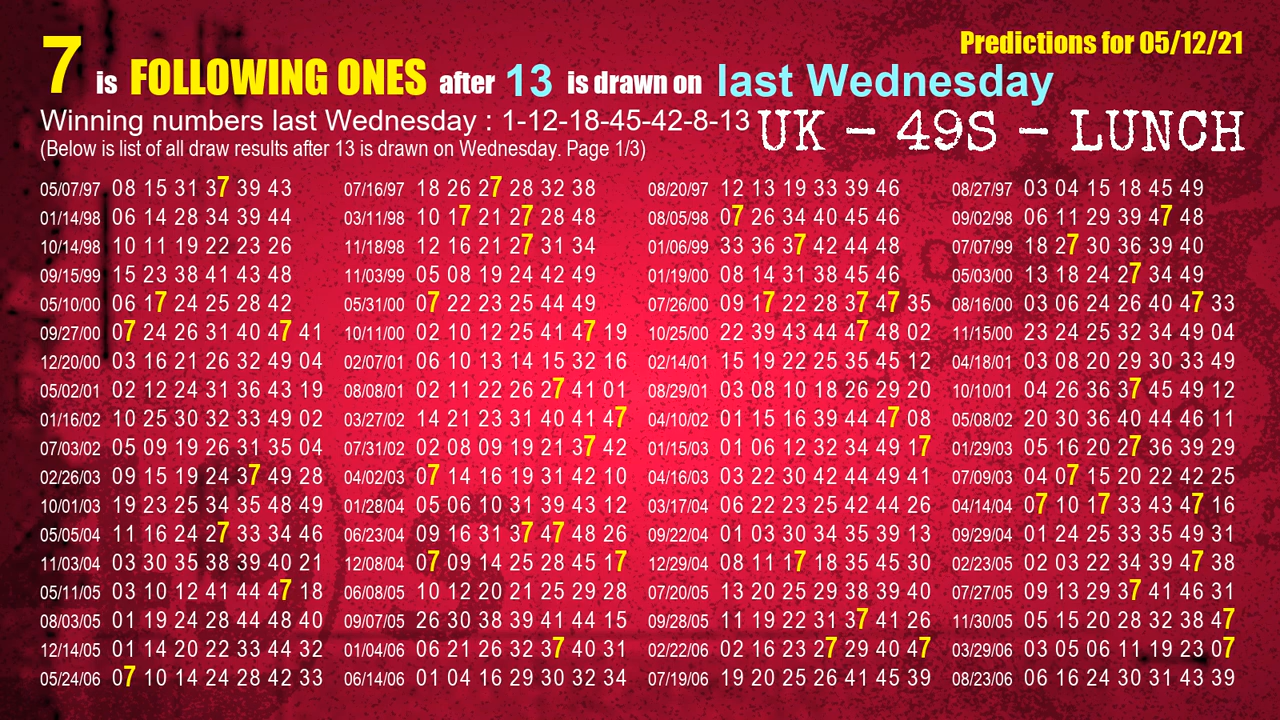 Predictions for 05/12/21
7 is FOLLOWING ONES after 13 is drawn on last Wednesday
Winning numbers last Wednesday : 1-12-18-45-42-8-13
UK - 49S - LUNCH
(Below is list of all draw results after 13 is drawn on Wednesday. Page 1/3)
05/07/97 08 15 31 37 39 43 07/16/97 18 26 27 28 32 38 08/20/97 12 13 19 33 39 46 08/27/97 03 04 15 18 45 49
01/14/98 06 14 28 34 39 44 03/11/98 10 17 21 27 28 48 08/05/98 07 26 34 40 45 46 09/02/98 06 11 29 39 47 48
10/14/98 10 11 19 22 23 26 11/18/98 12 16 21 27 31 34 01/06/99 33 36 37 42 44 48 07/07/99 18 27 30 36 39 40
09/15/99 15 23 38 41 43 48 11/03/99 05 08 19 24 42 49 01/19/00 08 14 31 38 45 46 05/03/00 13 18 24 27 34 49
05/10/00 06 17 24 25 28 42 05/31/00 07 22 23 25 44 49 07/26/00 09 17 22 28 37 47 35 08/16/00 03 06 24 26 40 47 33
09/27/00 07 24 26 31 40 47 41 10/11/00 02 10 12 25 41 47 19 10/25/00 22 39 43 44 47 48 02 11/15/00 23 24 25 32 34 49 04
12/20/00 03 16 21 26 32 49 04 02/07/01 06 10 13 14 15 32 16 02/14/01 15 19 22 25 35 45 12 04/18/01 03 08 20 29 30 33 49
05/02/01 02 12 24 31 36 43 19 08/08/01 02 11 22 26 27 41 01 08/29/01 03 08 10 18 26 29 20 10/10/01 04 26 36 37 45 49 12
01/16/02 10 25 30 32 33 49 02 03/27/02 14 21 23 31 40 41 47 04/10/02 01 15 16 39 44 47 08 05/08/02 20 30 36 40 44 46 11
07/03/02 05 09 19 26 31 35 04 07/31/02 02 08 09 19 21 37 42 01/15/03 01 06 12 32 34 49 17 01/29/03 05 16 20 27 36 39 29
02/26/03 09 15 19 24 37 49 28 04/02/03 07 14 16 19 31 42 10 04/16/03 03 22 30 42 44 49 41 07/09/03 04 07 15 20 22 42 25
10/01/03 19 23 25 34 35 48 49 01/28/04 05 06 10 31 39 43 12 03/17/04 06 22 23 25 42 44 26 04/14/04 07 10 17 33 43 47 16
05/05/04 11 16 24 27 33 34 46 06/23/04 09 16 31 37 47 48 26 09/22/04 01 03 30 34 35 39 13 09/29/04 01 24 25 33 35 49 31
11/03/04 03 30 35 38 39 40 21 12/08/04 07 09 14 25 28 45 17 12/29/04 08 11 17 18 35 45 30 02/23/05 02 03 22 34 39 47 38
05/11/05 03 10 12 41 44 47 18 06/08/05 10 12 20 21 25 29 28 07/20/05 13 20 25 29 38 39 40 07/27/05 09 13 29 37 41 46 31
08/03/05 01 19 24 28 44 48 40 09/07/05 26 30 38 39 41 44 15 09/28/05 11 19 22 31 37 41 26 11/30/05 05 15 20 28 32 38 47
12/14/05 01 14 20 22 33 44 32 01/04/06 06 21 26 32 37 40 31 02/22/06 02 16 23 27 29 40 47 03/29/06 03 05 06 11 19 23 07
05/24/06 07 10 14 24 28 42 33 06/14/06 01 04 16 29 30 32 34 07/19/06 19 20 25 26 41 45 39 08/23/06 06 16 24 30 31 43 39